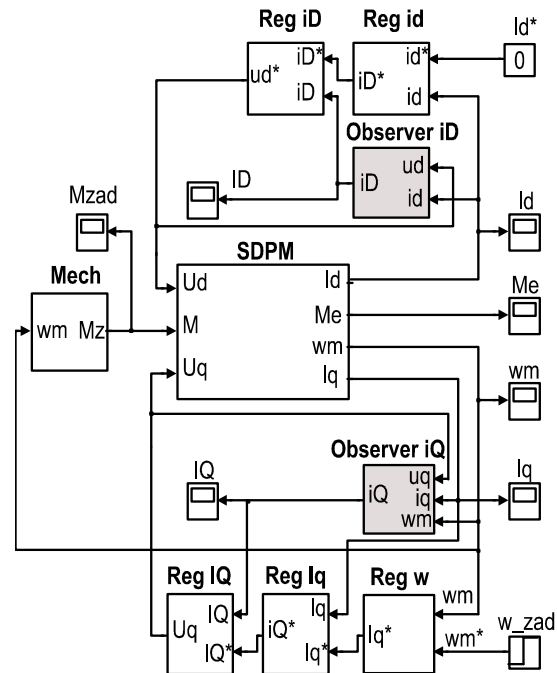 Reg iD Reg id Id*
ud* iD* iD iD* id* id 0
Observer iD
iD ud id
ID
Mzad
Id
SDPM
Mech
wm Mz
Ud M Uq Id Me wm Iq
Me
wm
Observer iQ
IQ
iQ uq iq wm
Iq
Reg IQ Reg Iq Reg w
Uq IQ IQ* iQ* Iq Iq* Iq* wm wm*
w_zad